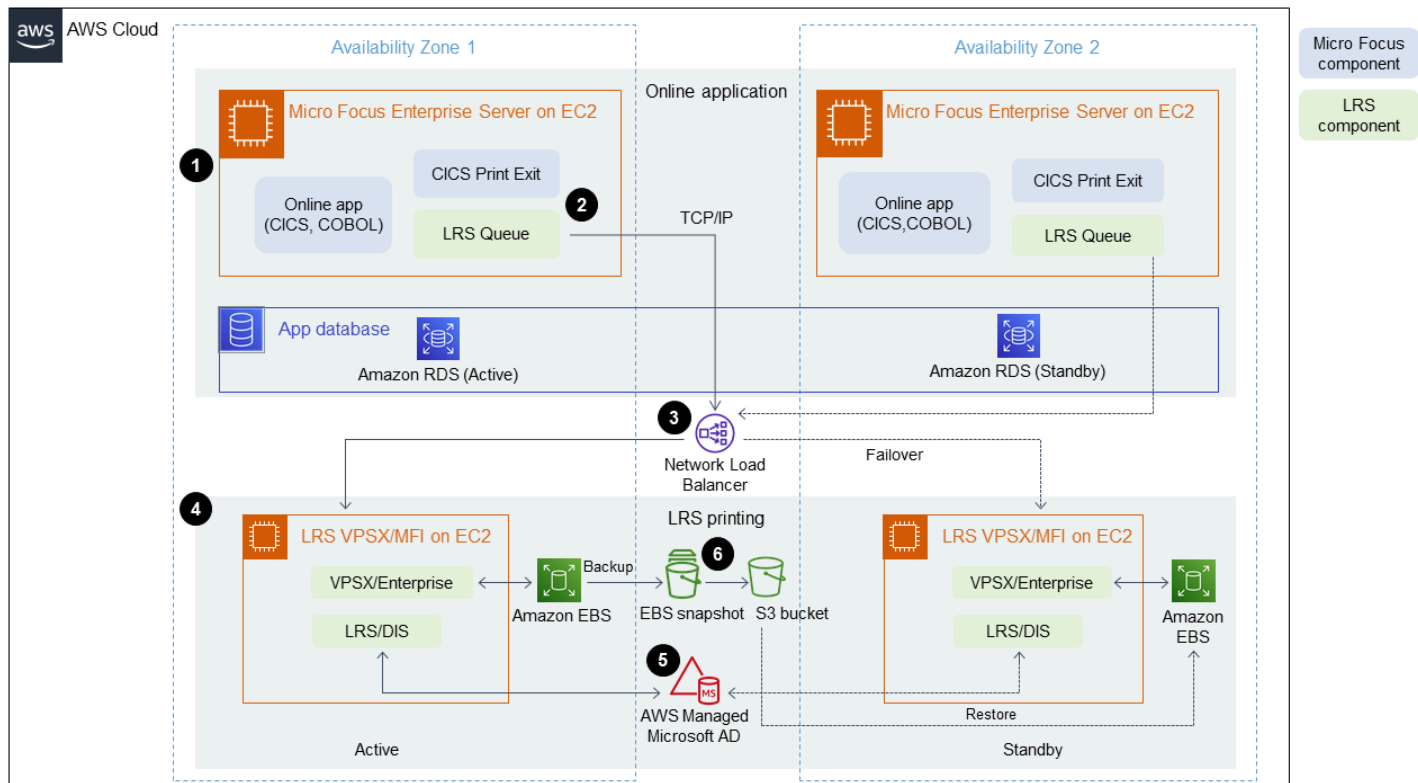 aws
AWS Cloud
Availability Zone 1
Availability Zone 2
Micro Focus
component
LRS
component
Online application
Micro Focus Enterprise Server on EC2
1
CICS Print Exit
Online app
(CICS, COBOL)
2
LRS Queue
TCP/IP
Micro Focus Enterprise Server on EC2
CICS Print Exit
Online app
(CICS,COBOL)
LRS Queue
App database
Amazon RDS (Active)
Amazon RDS (Standby)
3
Network Load
Balancer
Failover
4
LRS printing
LRS VPSX/MFI on EC2
VPSX/Enterprise
LRS/DIS
Amazon EBS
Backup
6
EBS snapshot
S3 bucket
5
MS
AWS Managed
Microsoft AD
LRS VPSX/MFI on EC2
VPSX/Enterprise
LRS/DIS
Amazon
EBS
Restore
Active
Standby